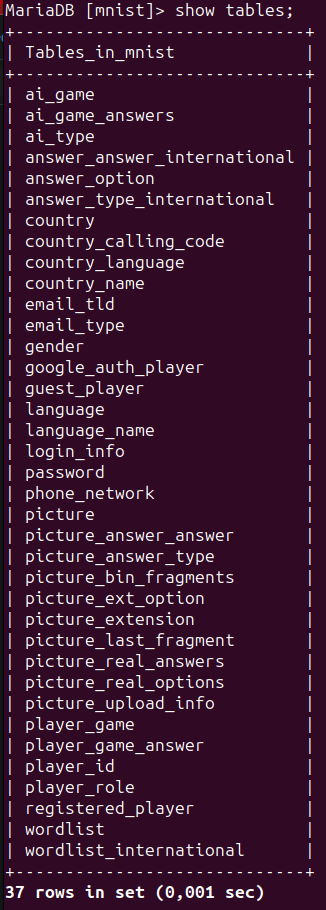 MariaDB [mnist]> show tables;
+------------------------------+
| Tables_in_mnist              |
+------------------------------+
| ai_game                      |
| ai_game_answers              |
| ai_type                      |
| answer_answer_international |
| answer_option                |
| answer_type_international    |
| country                      |
| country_calling_code         |
| country_language             |
| country_name                 |
| email_tld                    |
| email_type                   |
| gender                       |
| google_auth_player           |
| guest_player                 |
| language                     |
| language_name                |
| login_info                   |
| password                     |
| phone_network                |
| picture                      |
| picture_answer_answer        |
| picture_answer_type          |
| picture_bin_fragments        |
| picture_ext_option           |
| picture_extension            |
| picture_last_fragment        |
| picture_real_answers         |
| picture_real_options         |
| picture_upload_info          |
| player_game                  |
| player_game_answer           |
| player_id                    |
| player_role                  |
| registered_player            |
| wordlist                     |
| wordlist_international       |
+------------------------------+
37 rows in set (0,001 sec)